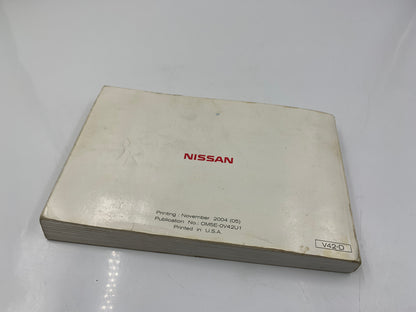 NISSAN
Printing : November 2004 (05)
Publication No.: OM5E-0V42U1
Printed in U.S.A.
V42-D